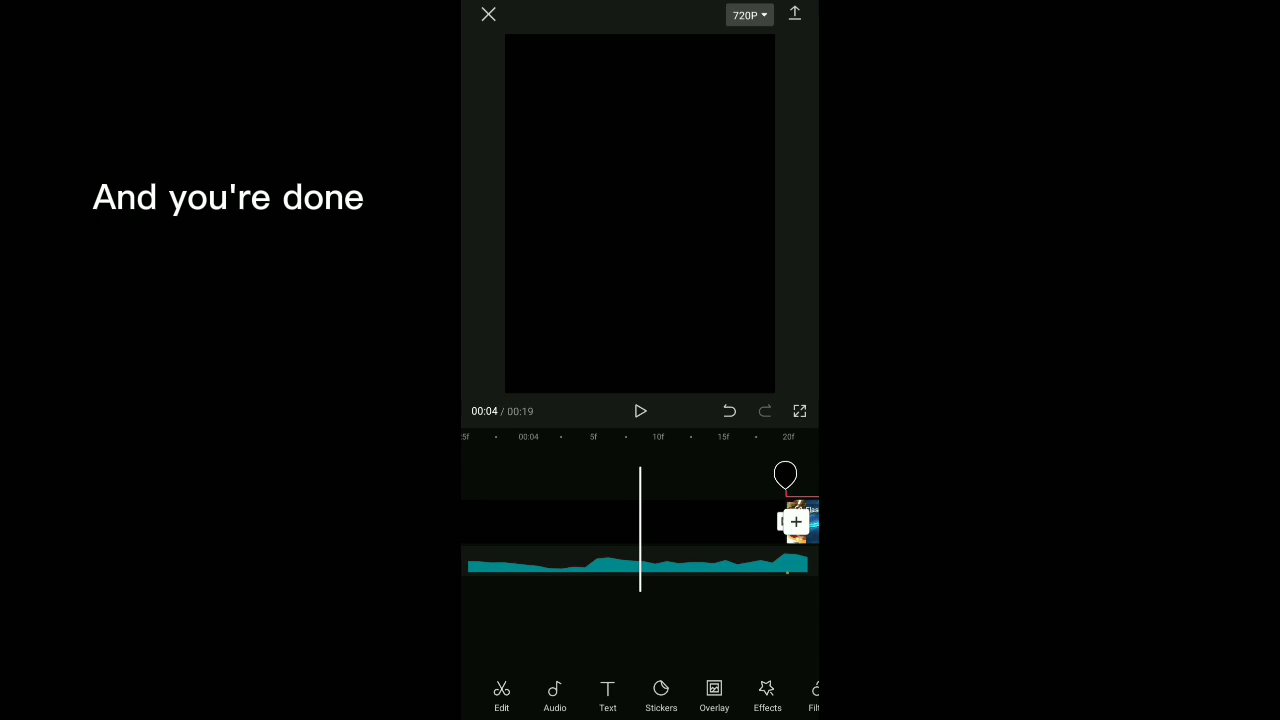 720P
And you're done
00:04 / 00:19
5f 00:04 5f 10f 15f 20f
Edit Audio Text Stickers Overlay Effects Filt